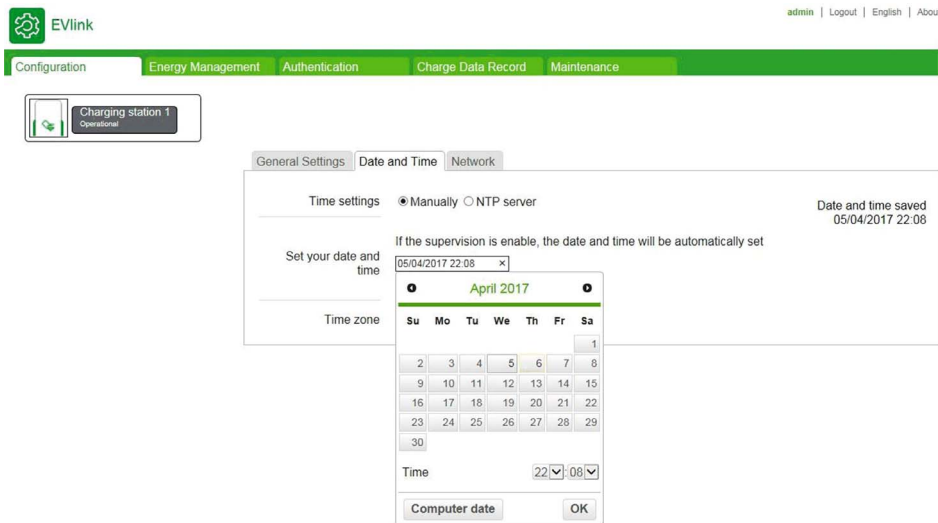 EVlink
admin | Logout | English | Abou
Configuration Energy Management Authentication Charge Data Record Maintenance
Charging station 1
Operational
General Settings Date and Time Network
Time settings Manually NTP server
Date and time saved
05/04/2017 22:08
If the supervision is enable, the date and time will be automatically set
Set your date and
time
05/04/2017 22:08 ×
April 2017
Time zone
Su Mo Tu We Th Fr Sa
1
2 3 4 5 6 7 8
9 10 11 12 13 14 15
16 17 18 19 20 21 22
23 24 25 26 27 28 29
30
Time 22 : 08
Computer date OK